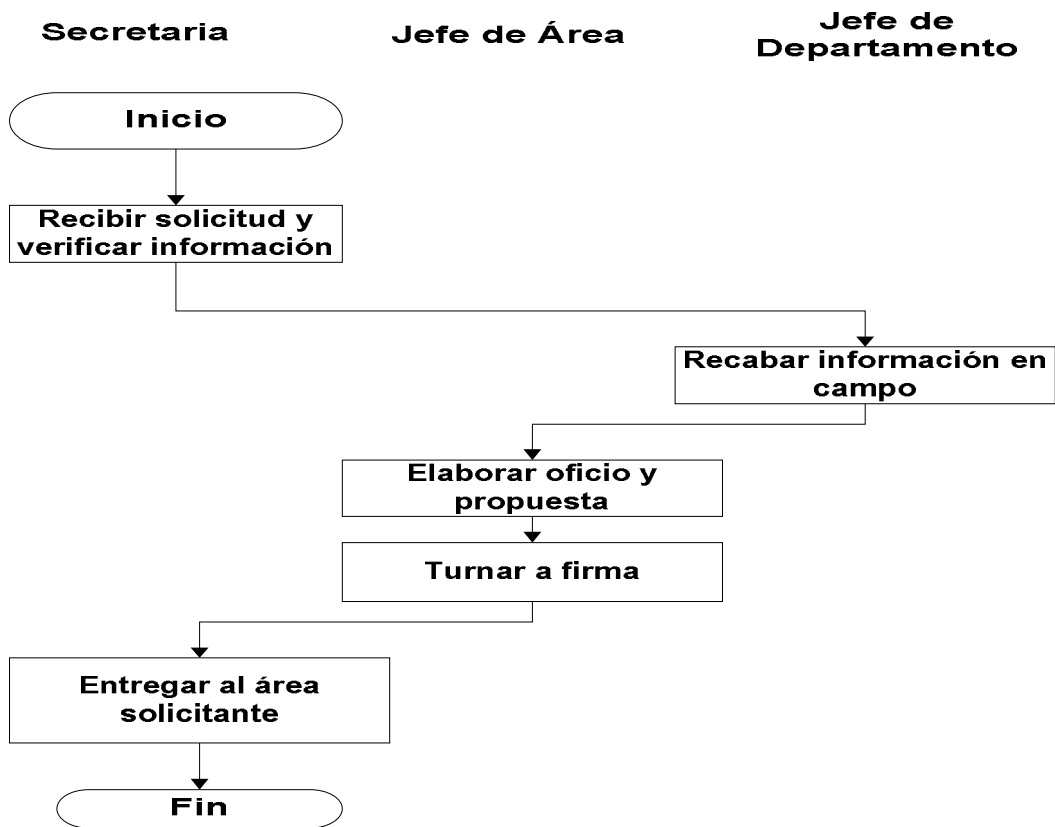 Secretaria
Jefe de Área
Jefe de
Departamento
Inicio
Recibir solicitud y
verificar información
Recabar información en
campo
Elaborar oficio y
propuesta
Turnar a firma
Entregar al área
solicitante
Fin